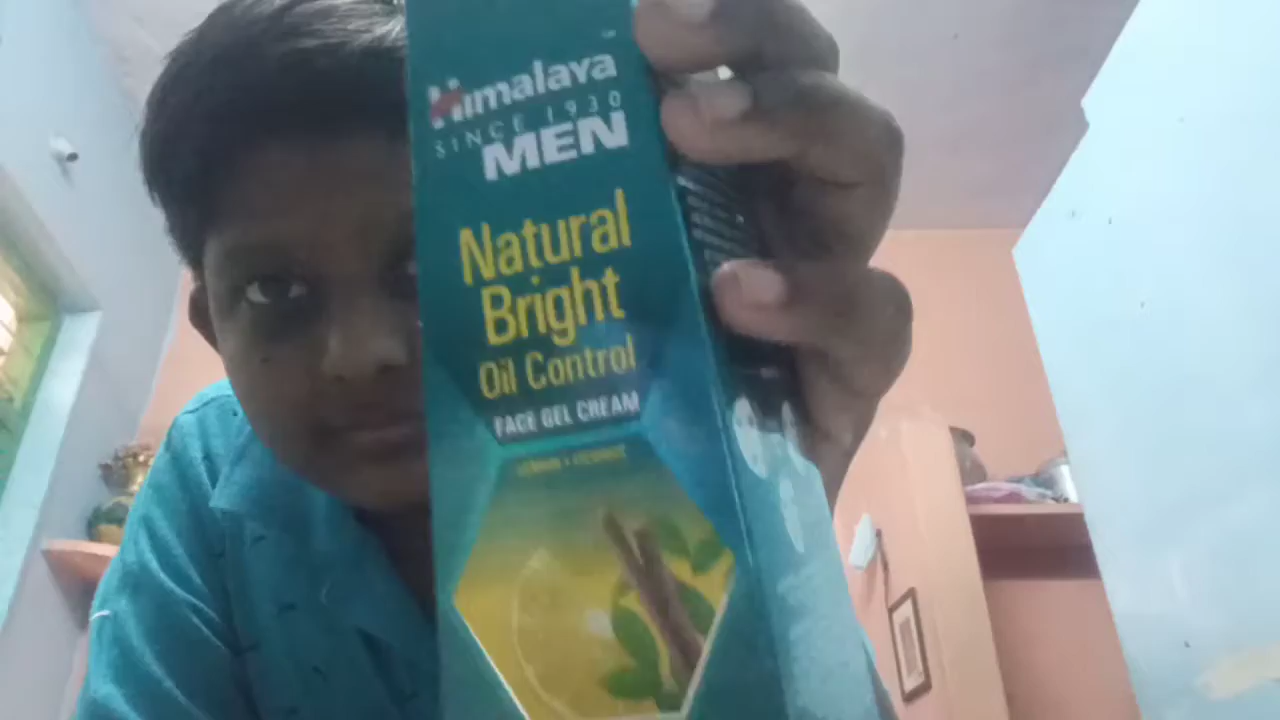 Himalaya
SINCE 1930
MEN
Natural
Bright
Oil Control
FACE GEL CREAM